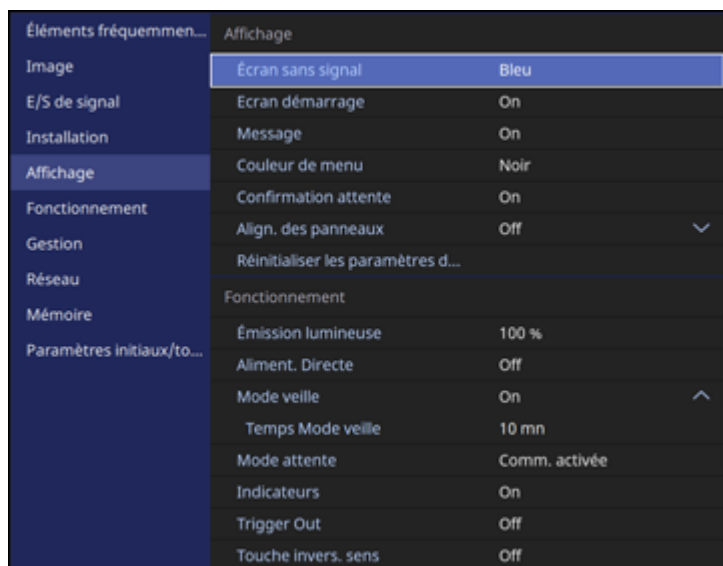 Éléments fréquemmen...
Image
E/S de signal
Installation
Affichage
Fonctionnement
Gestion
Réseau
Mémoire
Paramètres initiaux/to...
Affichage
Écran sans signal Bleu
Ecran démarrage On
Message On
Couleur de menu Noir
Confirmation attente On
Align. des panneaux Off
Réinitialiser les paramètres d...
Fonctionnement
Émission lumineuse 100 %
Aliment. Directe Off
Mode veille On
Temps Mode veille 10 mn
Mode attente Comm. activée
Indicateurs On
Trigger Out Off
Touche invers. sens Off